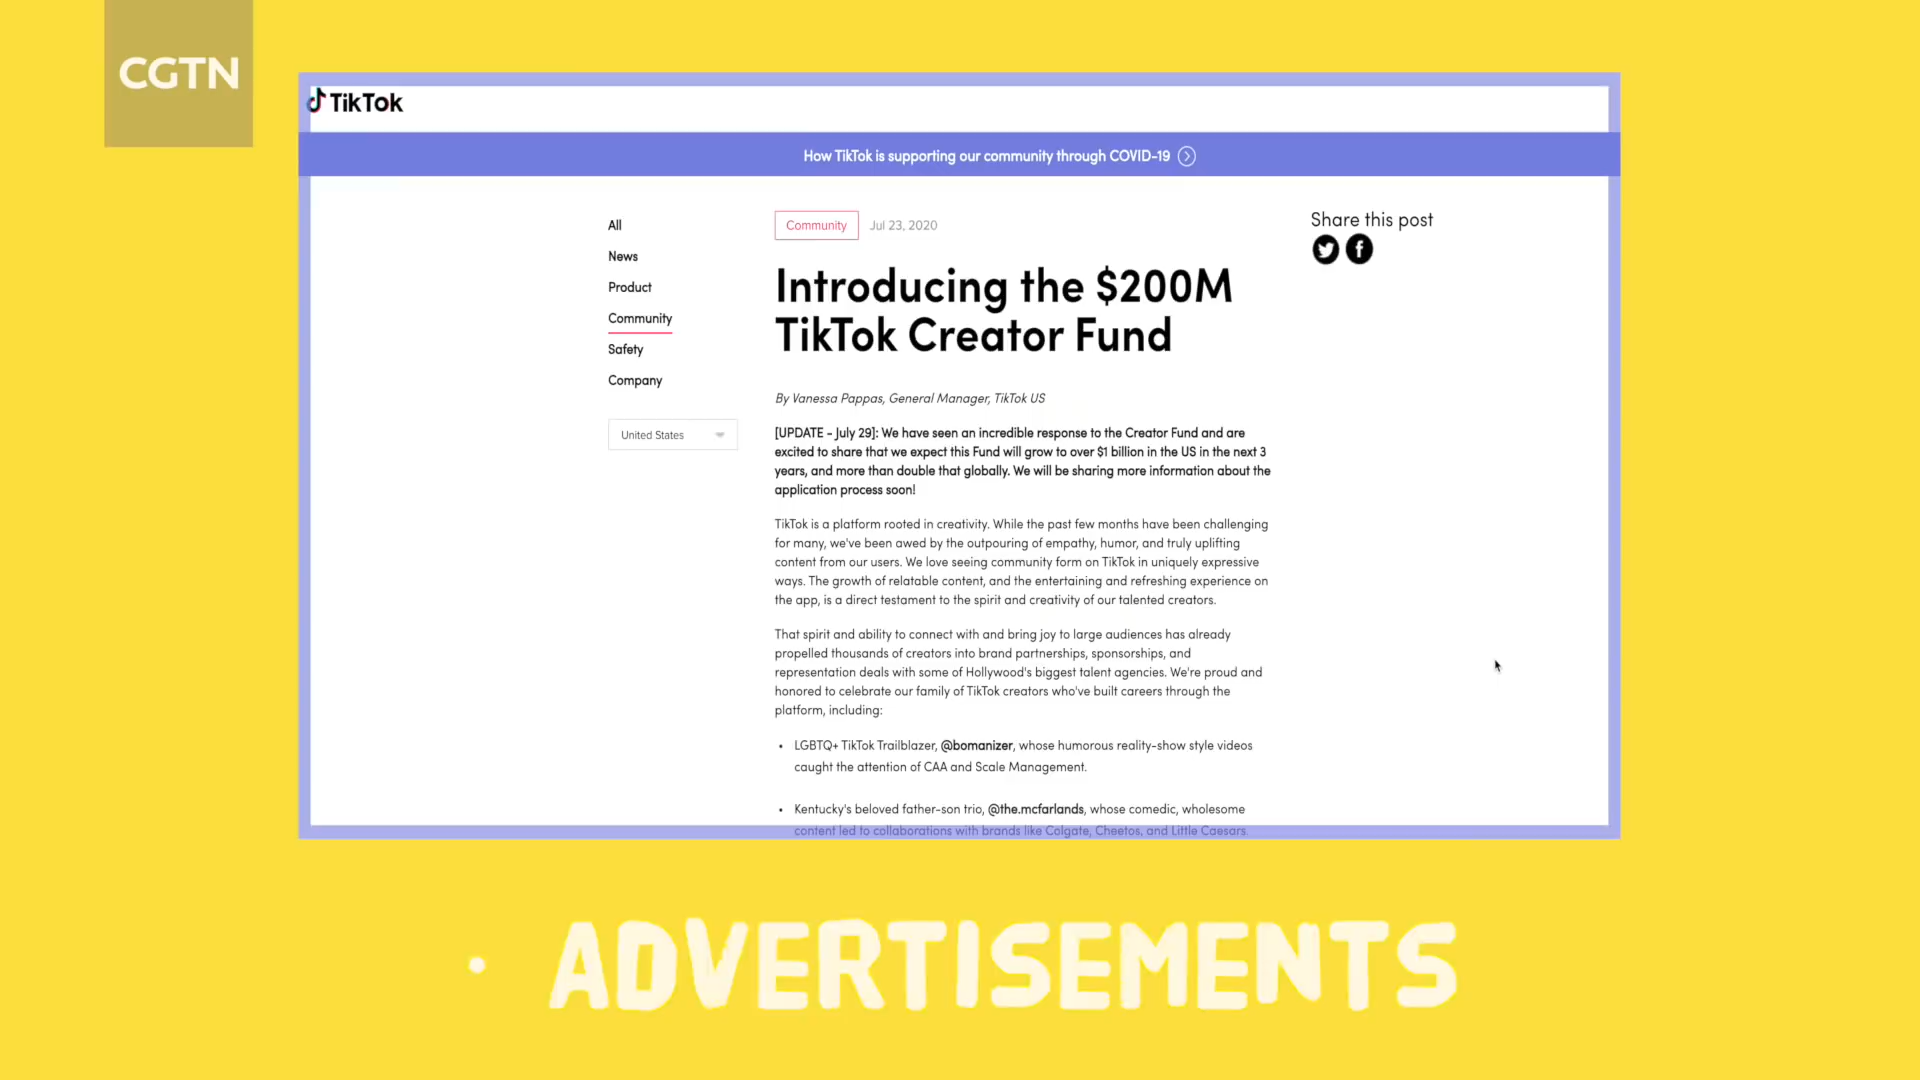 CGTN
TikTok
How TikTok is supporting our community through COVID-19
All
News
Product
Community
Safety
Company
United States
Community Jul 23, 2020
Introducing the $200M
TikTok Creator Fund
By Vanessa Pappas, General Manager, TikTok US
[UPDATE - July 29]: We have seen an incredible response to the Creator Fund and are
excited to share that we expect this Fund will grow to over $1 billion in the US in the next 3
years, and more than double that globally. We will be sharing more information about the
application process soon!
TikTok is a platform rooted in creativity. While the past few months have been challenging
for many, we've been awed by the outpouring of empathy, humor, and truly uplifting
content from our users. We love seeing community form on TikTok in uniquely expressive
ways. The growth of relatable content, and the entertaining and refreshing experience on
the app, is a direct testament to the spirit and creativity of our talented creators.
That spirit and ability to connect with and bring joy to large audiences has already
propelled thousands of creators into brand partnerships, sponsorships, and
representation deals with some of Hollywood's biggest talent agencies. We're proud and
honored to celebrate our family of TikTok creators who've built careers through the
platform, including:
• LGBTQ+ TikTok Trailblazer, @bomanizer, whose humorous reality-show style videos
caught the attention of CAA and Scale Management.
• Kentucky's beloved father-son trio, @the.mcfarlands, whose comedic, wholesome
content led to collaborations with brands like Colgate, Cheetos, and Little Caesars.
Share this post
• ADVERTISEMENTS